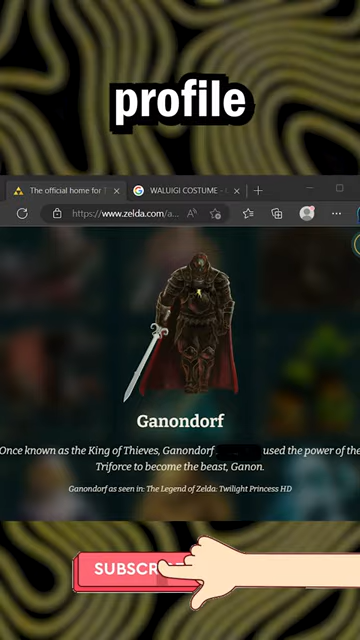 profile
The official home for T
WALUIGI COSTUME - 
https://www.zelda.com/a...
Ganondorf
Once known as the King of Thieves, Ganondorf used the power of the
Triforce to become the beast, Ganon.
Ganondorf as seen in: The Legend of Zelda: Twilight Princess HD
SUBSCR